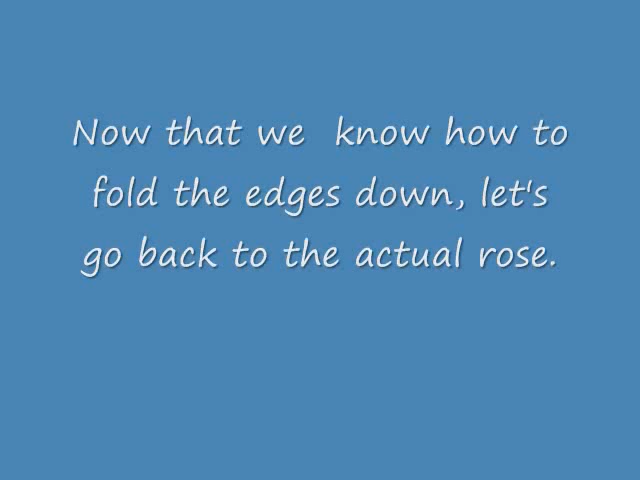 Now that we  know how to
fold the edges down, let's
go back to the actual rose.